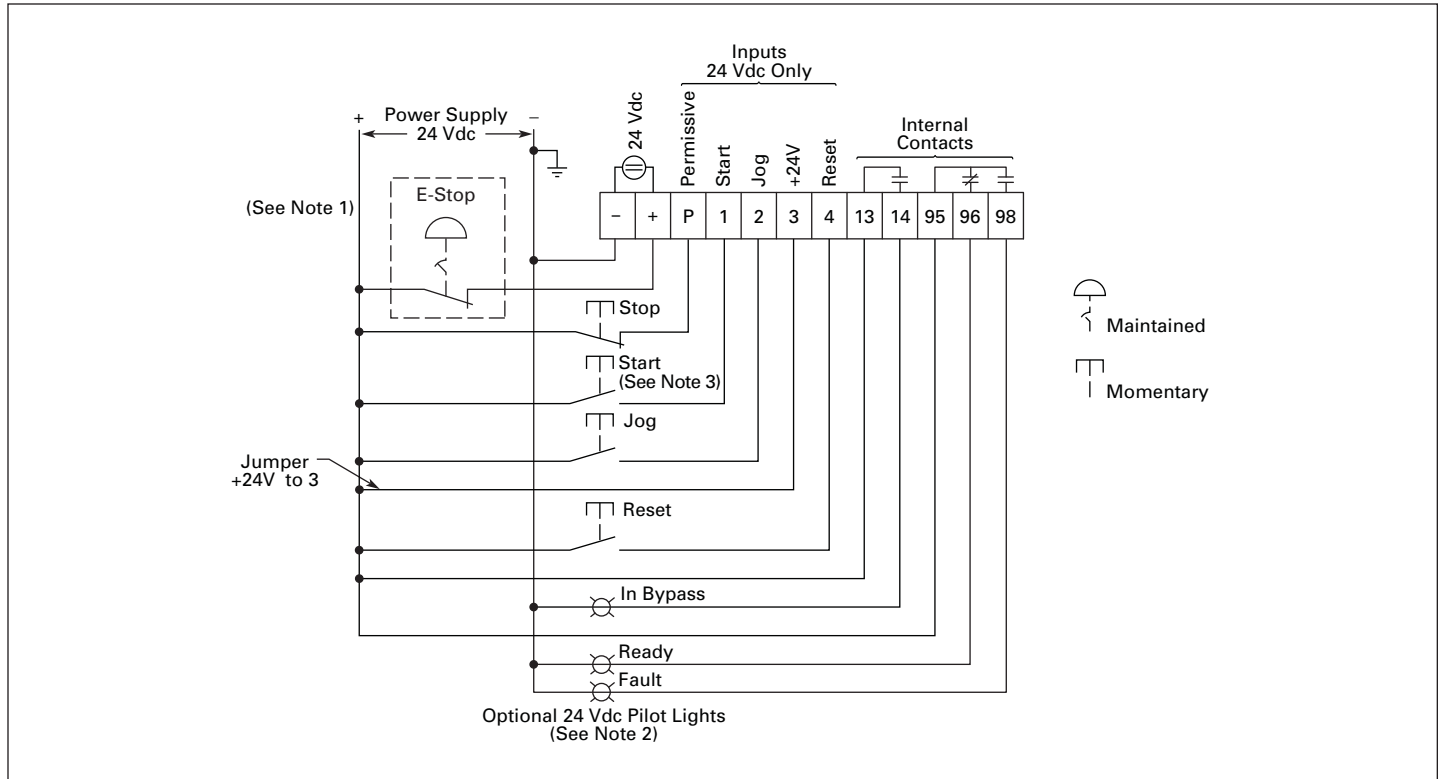 Inputs
24 Vdc Only
+ Power Supply −
24 Vdc
24 Vdc
Permissive
Start
Jog
+24V
Reset
Internal
Contacts
(See Note 1)
E-Stop
− + P 1 2 3 4 13 14 95 96 98
Stop
Start
(See Note 3)
Jog
Jumper
+24V to 3
Reset
In Bypass
Ready
Fault
Optional 24 Vdc Pilot Lights
(See Note 2)
Maintained
Momentary